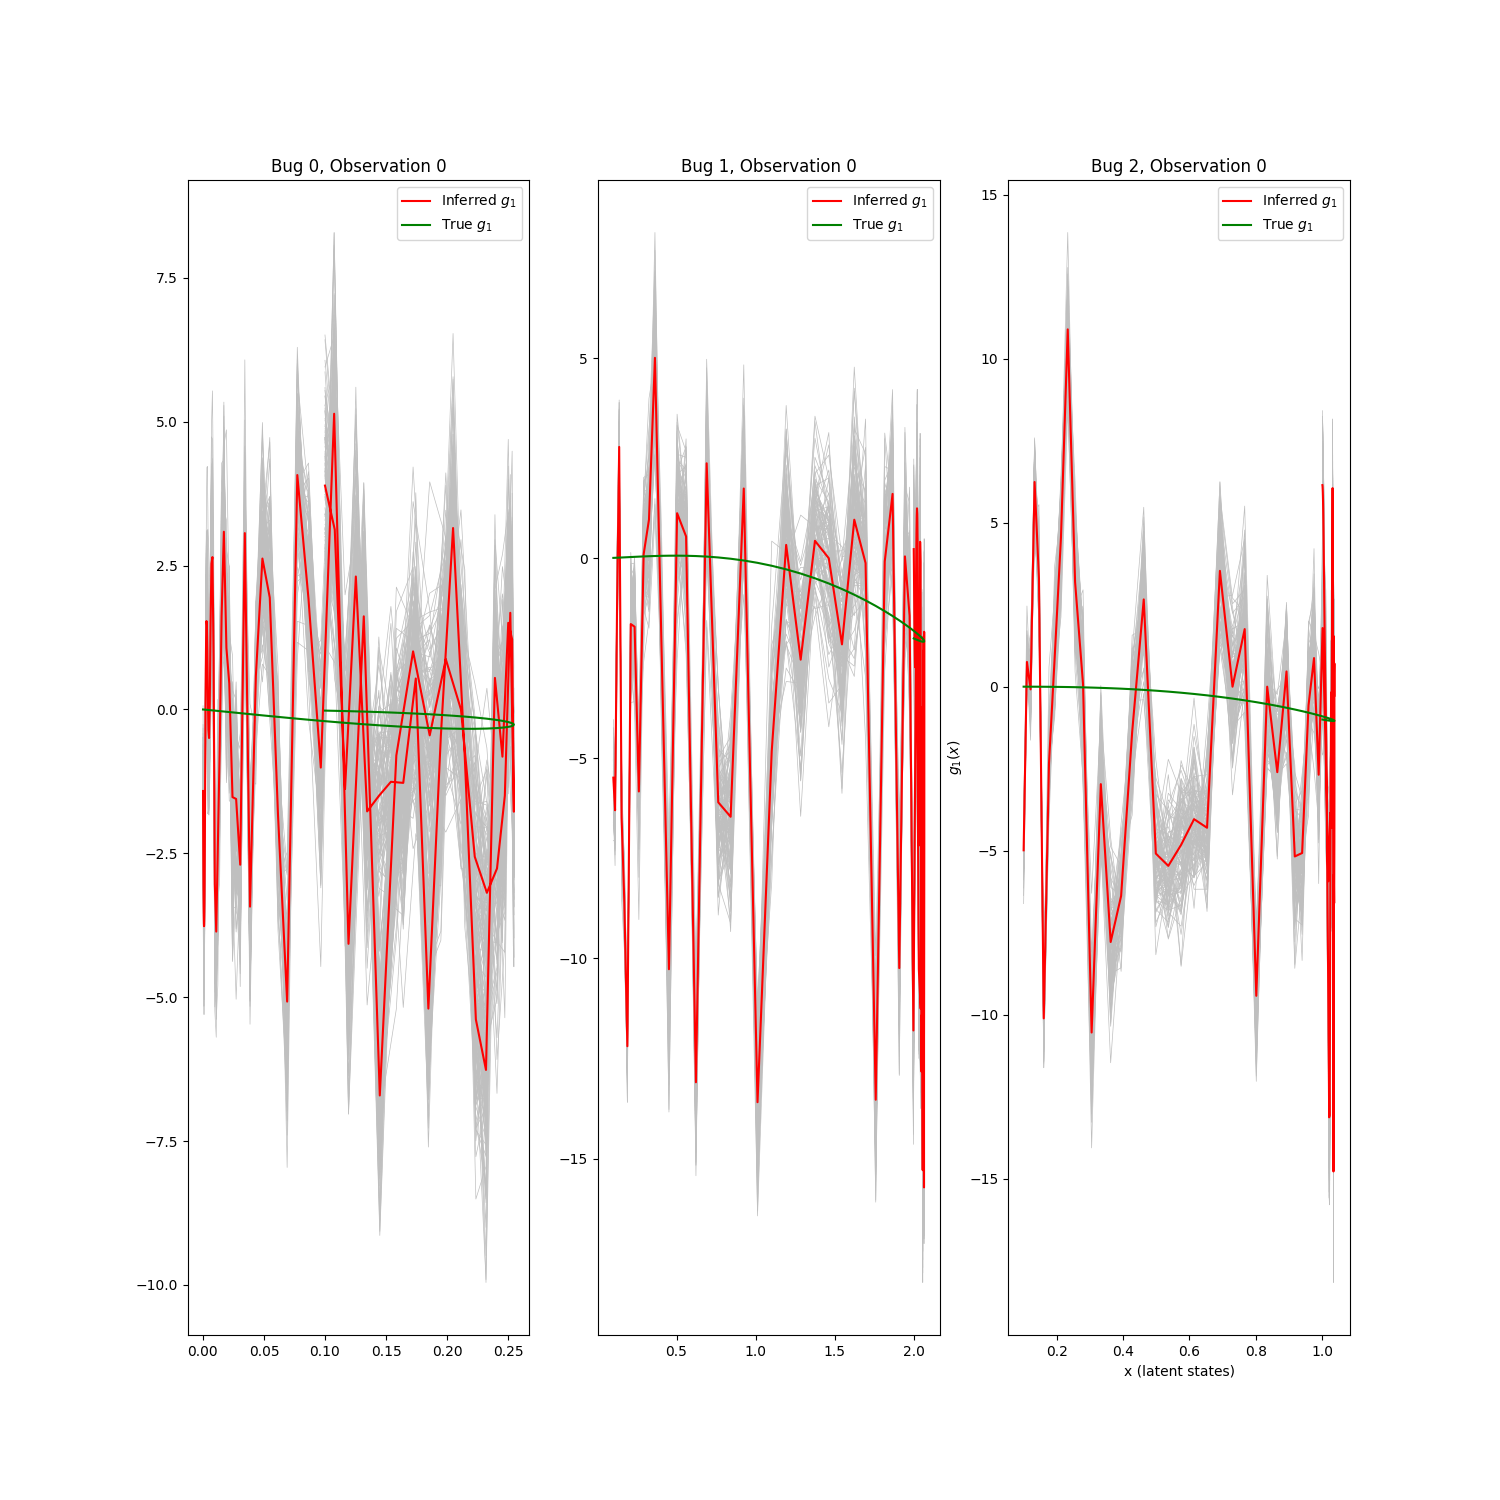 Bug 0, Observation 0
Inferred g₁
True g₁
7.5
5.0
2.5
0.0
−2.5
−5.0
−7.5
−10.0
0.00 0.05 0.10 0.15 0.20 0.25
Bug 1, Observation 0
Inferred g₁
True g₁
5
0
−5
−10
−15
0.5 1.0 1.5 2.0
Bug 2, Observation 0
Inferred g₁
True g₁
g₁(x)
15
10
5
0
−5
−10
−15
0.2 0.4 0.6 0.8 1.0
x (latent states)